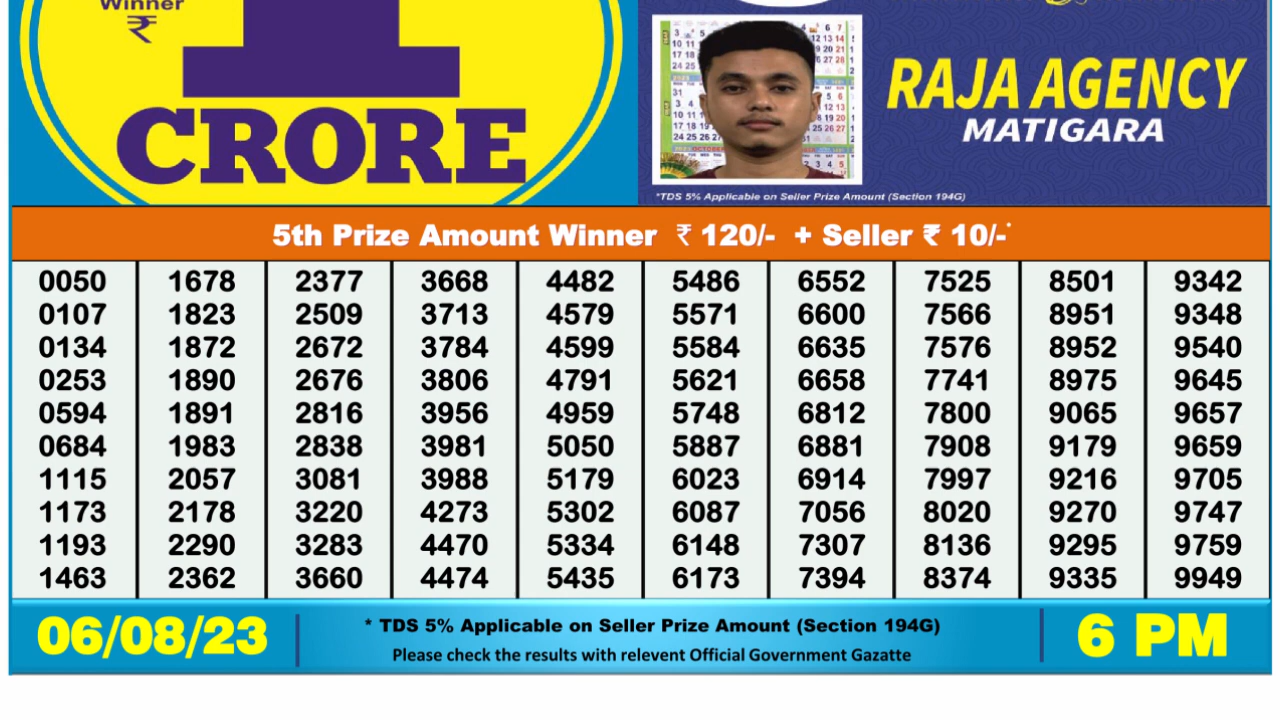 Winner
₹
1
CRORE
RAJA AGENCY
MATIGARA
*TDS 5% Applicable on Seller Prize Amount (Section 194G)
5th Prize Amount Winner ₹ 120/- + Seller ₹ 10/-*
0050 1678 2377 3668 4482 5486 6552 7525 8501 9342
0107 1823 2509 3713 4579 5571 6600 7566 8951 9348
0134 1872 2672 3784 4599 5584 6635 7576 8952 9540
0253 1890 2676 3806 4791 5621 6658 7741 8975 9645
0594 1891 2816 3956 4959 5748 6812 7800 9065 9657
0684 1983 2838 3981 5050 5887 6881 7908 9179 9659
1115 2057 3081 3988 5179 6023 6914 7997 9216 9705
1173 2178 3220 4273 5302 6087 7056 8020 9270 9747
1193 2290 3283 4470 5334 6148 7307 8136 9295 9759
1463 2362 3660 4474 5435 6173 7394 8374 9335 9949
06/08/23
* TDS 5% Applicable on Seller Prize Amount (Section 194G)
Please check the results with relevent Official Government Gazatte
6 PM